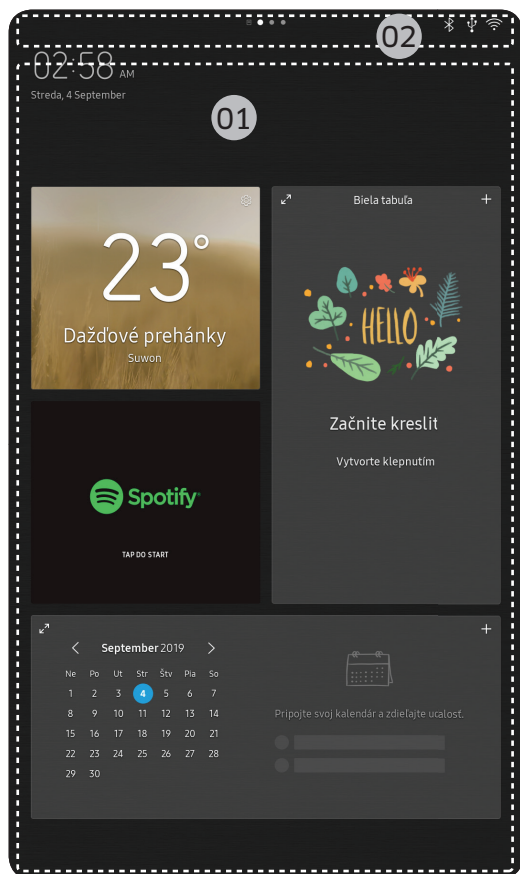 02
02:58 AM
Streda, 4 September
01
23°
Dažďové prehánky
Suwon
Biela tabuľa
HELLO
Začnite kreslit
Vytvorte klepnutím
Spotify
TAP DO START
September 2019
Ne Po Ut Str Štv Pia So
1 2 3 4 5 6 7
8 9 10 11 12 13 14
15 16 17 18 19 20 21
22 23 24 25 26 27 28
29 30
Pripojte svoj kalendár a zdieľajte ucalosť.